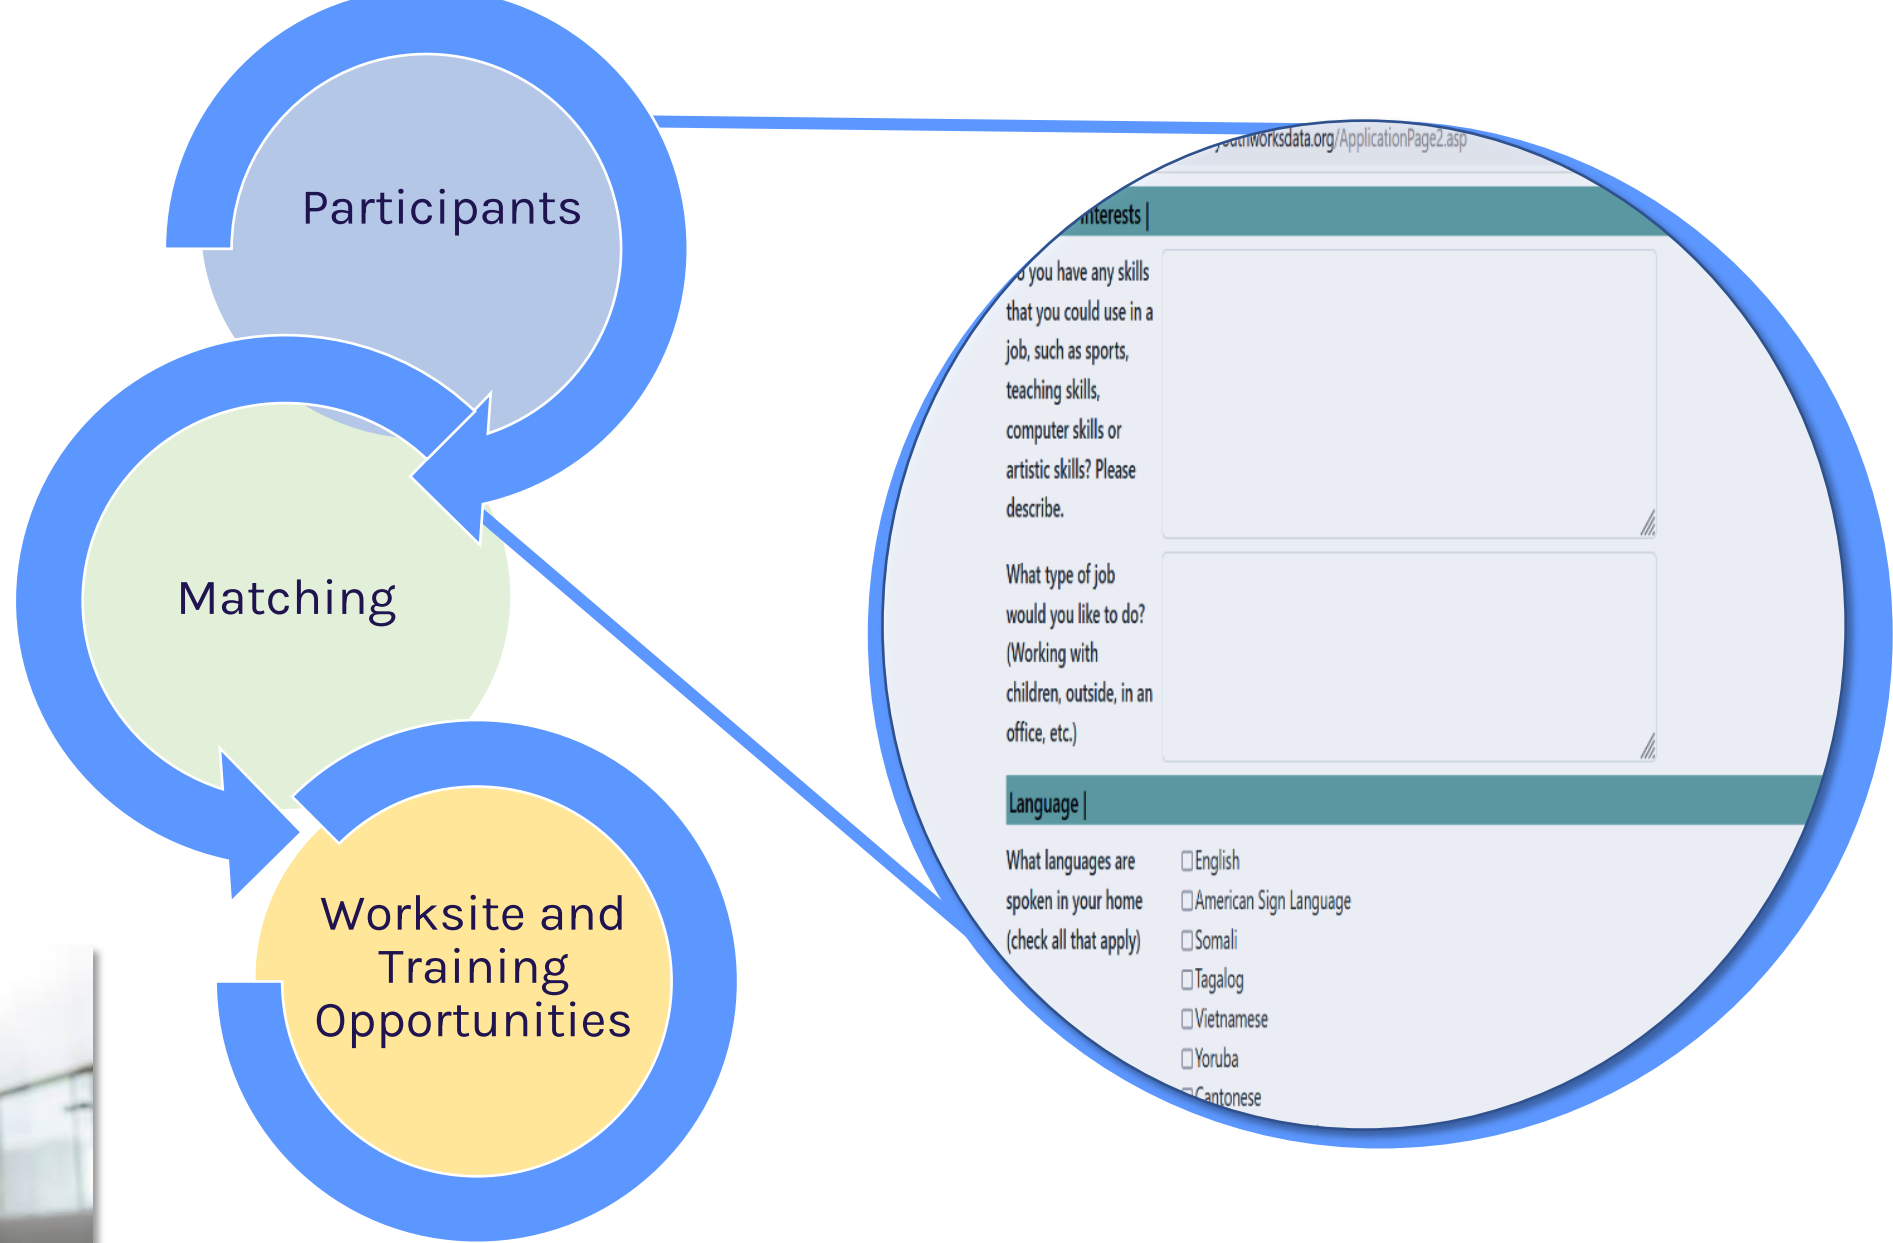 Participants
Matching
Worksite and
Training
Opportunities
youthworksdata.org/ApplicationPage2.asp
Interests |
you have any skills
that you could use in a
job, such as sports,
teaching skills,
computer skills or
artistic skills? Please
describe.
What type of job
would you like to do?
(Working with
children, outside, in an
office, etc.)
Language |
What languages are
spoken in your home
(check all that apply)
English
American Sign Language
Somali
Tagalog
Vietnamese
Yoruba
Cantonese